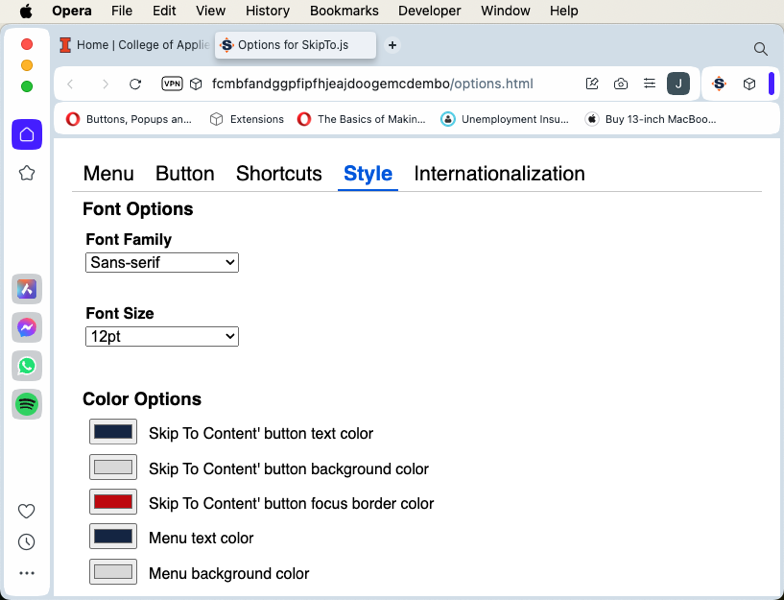 Opera File Edit View History Bookmarks Developer Window Help
Home | College of Applie
Options for SkipTo.js
VPN fcmbfandggpfipfhjeajdoogemcdembo/options.html J
Buttons, Popups an... Extensions The Basics of Makin... Unemployment Insu... Buy 13-inch MacBoo...
Menu Button Shortcuts Style Internationalization
Font Options
Font Family
Sans-serif
Font Size
12pt
Color Options
Skip To Content' button text color
Skip To Content' button background color
Skip To Content' button focus border color
Menu text color
Menu background color